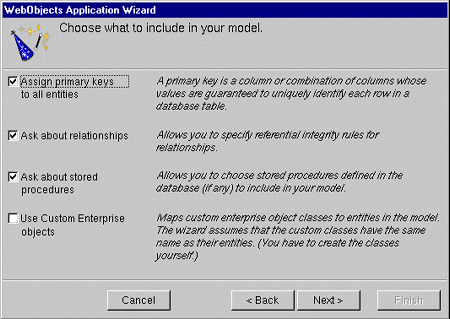 WebObjects Application Wizard
Choose what to include in your model.
Assign primary keys
to all entities
A primary key is a column or combination of columns whose
values are guaranteed to uniquely identify each row in a
database table.
Ask about relationships
Allows you to specify referential integrity rules for
relationships.
Ask about stored
procedures
Allows you to choose stored procedures defined in the
database (if any) to include in your model.
Use Custom Enterprise
objects
Maps custom enterprise object classes to entities in the model.
The wizard assumes that the custom classes have the same
name as their entities. (You have to create the classes
yourself.)
Cancel
< Back
Next >
Finish